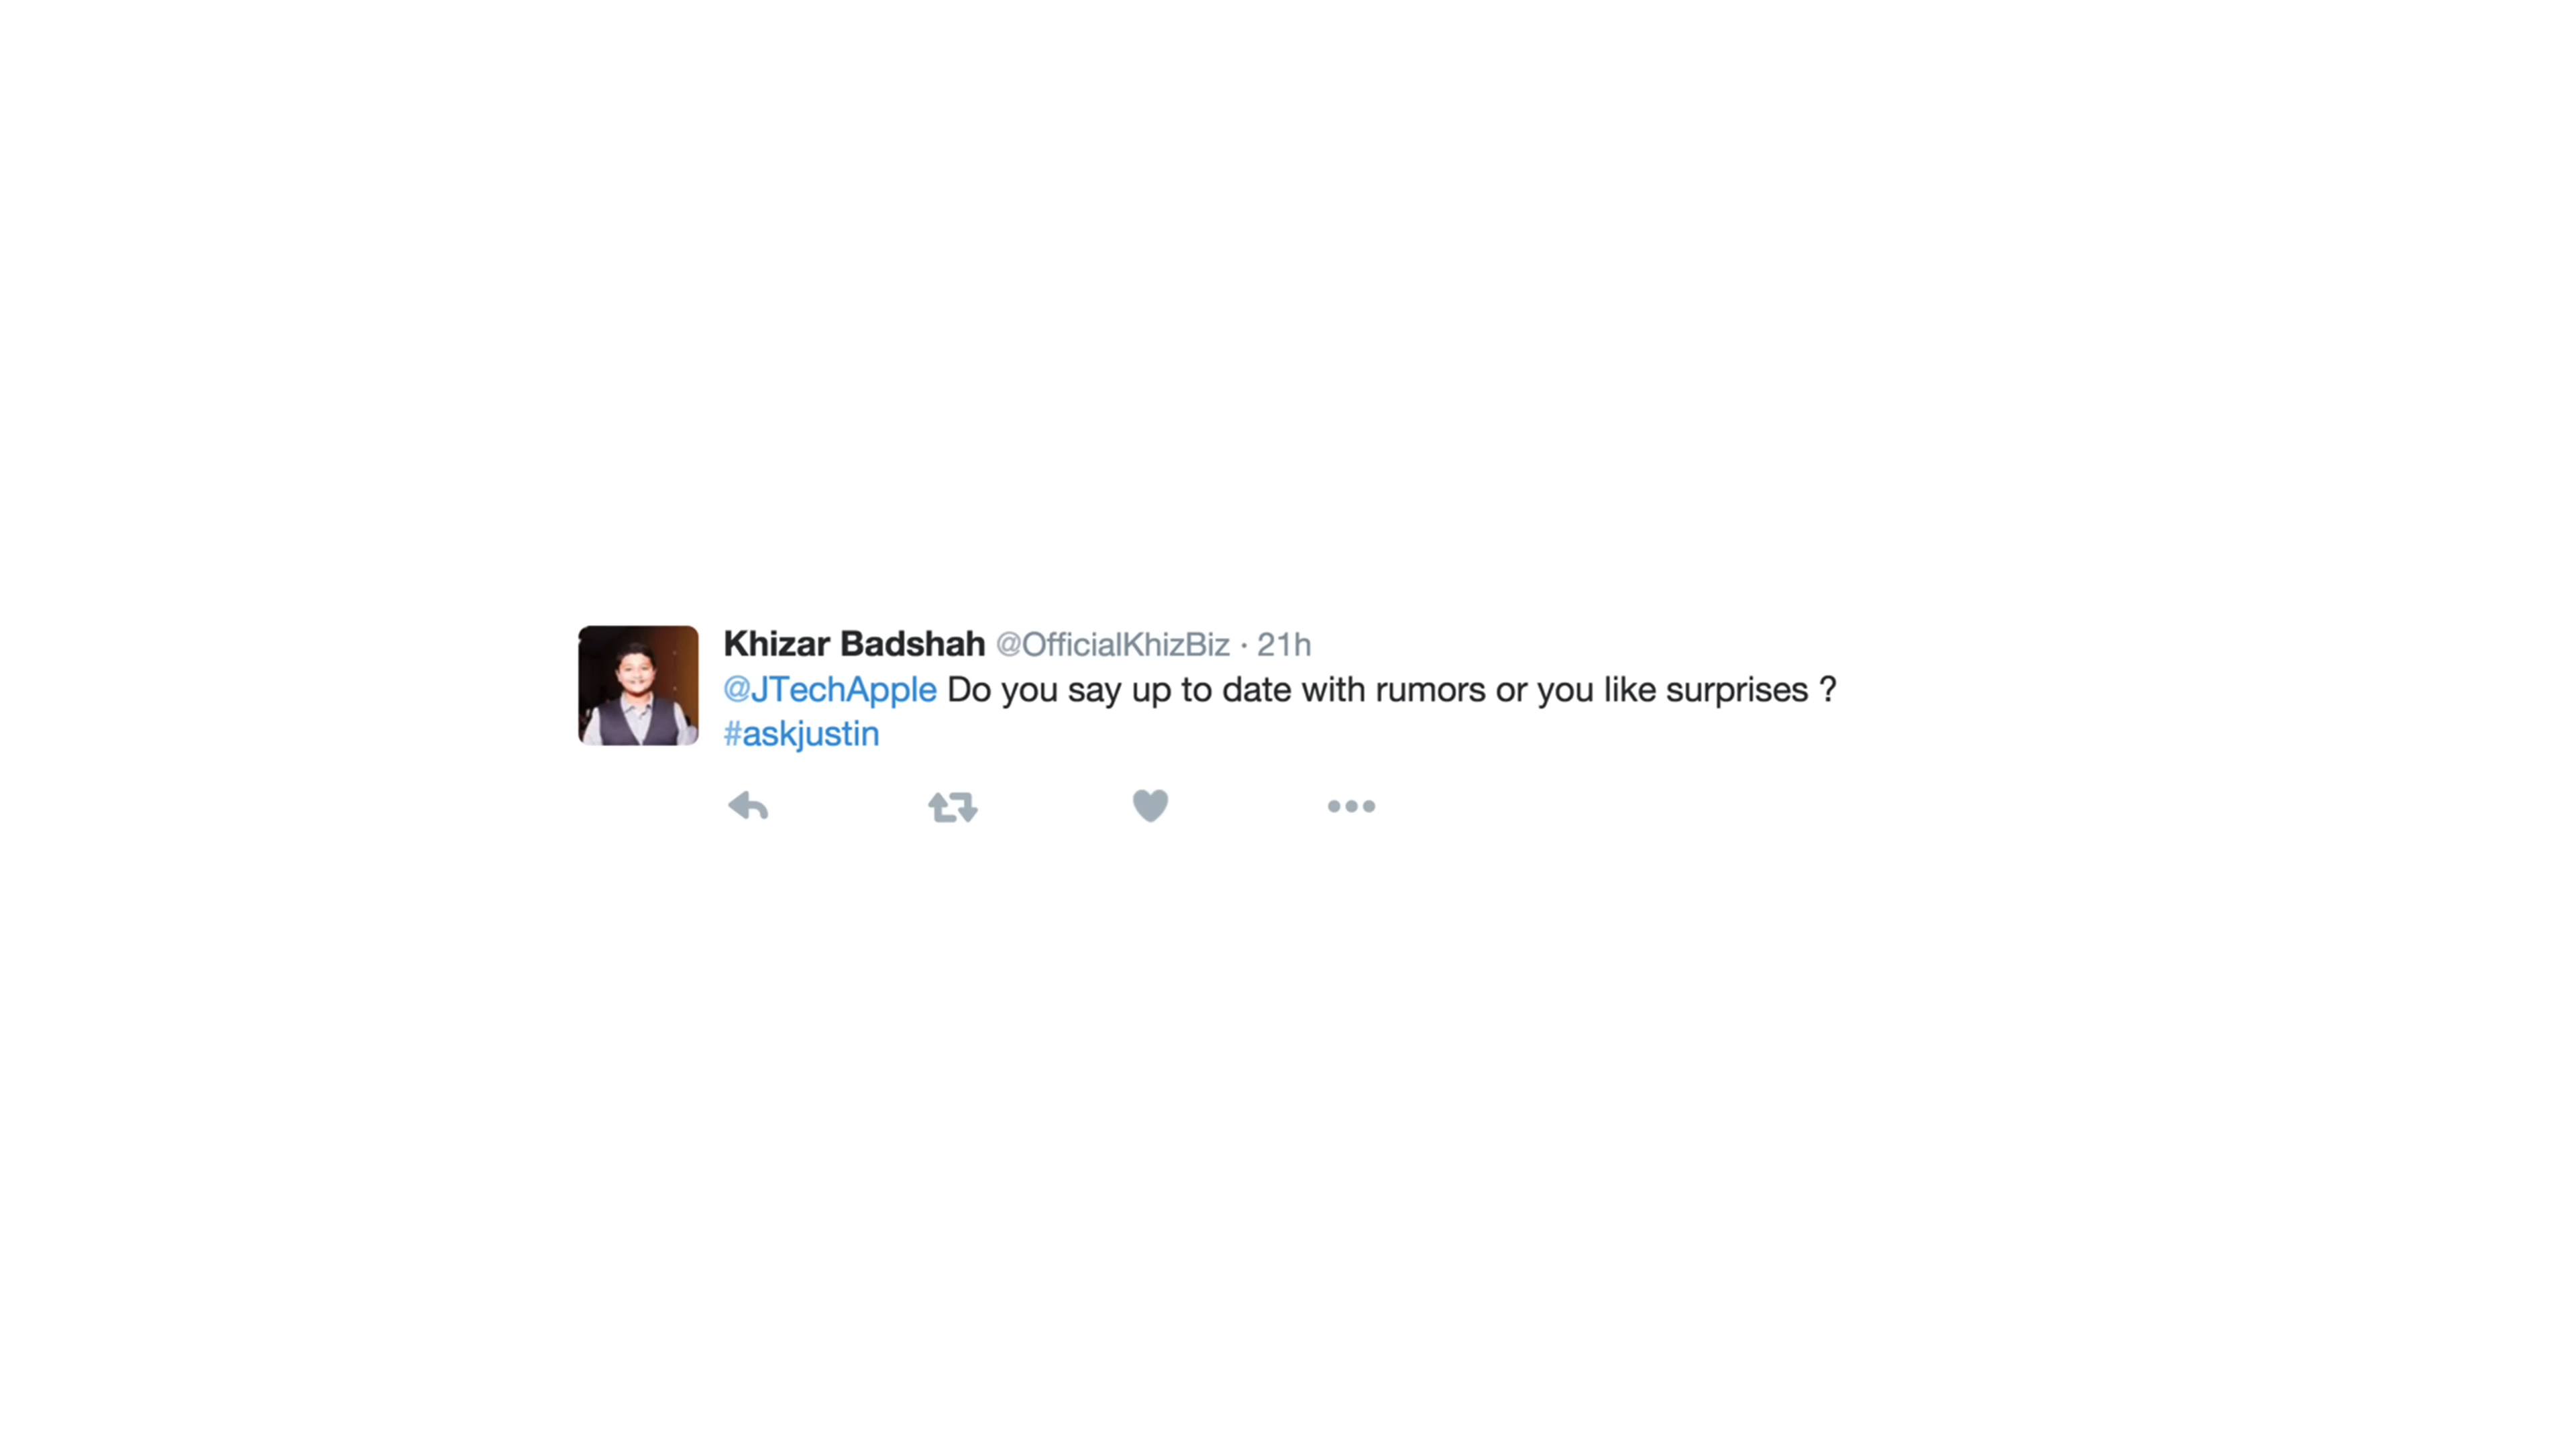 Khizar Badshah @OfficialKhizBiz · 21h
@JTechApple Do you say up to date with rumors or you like surprises ?
#askjustin